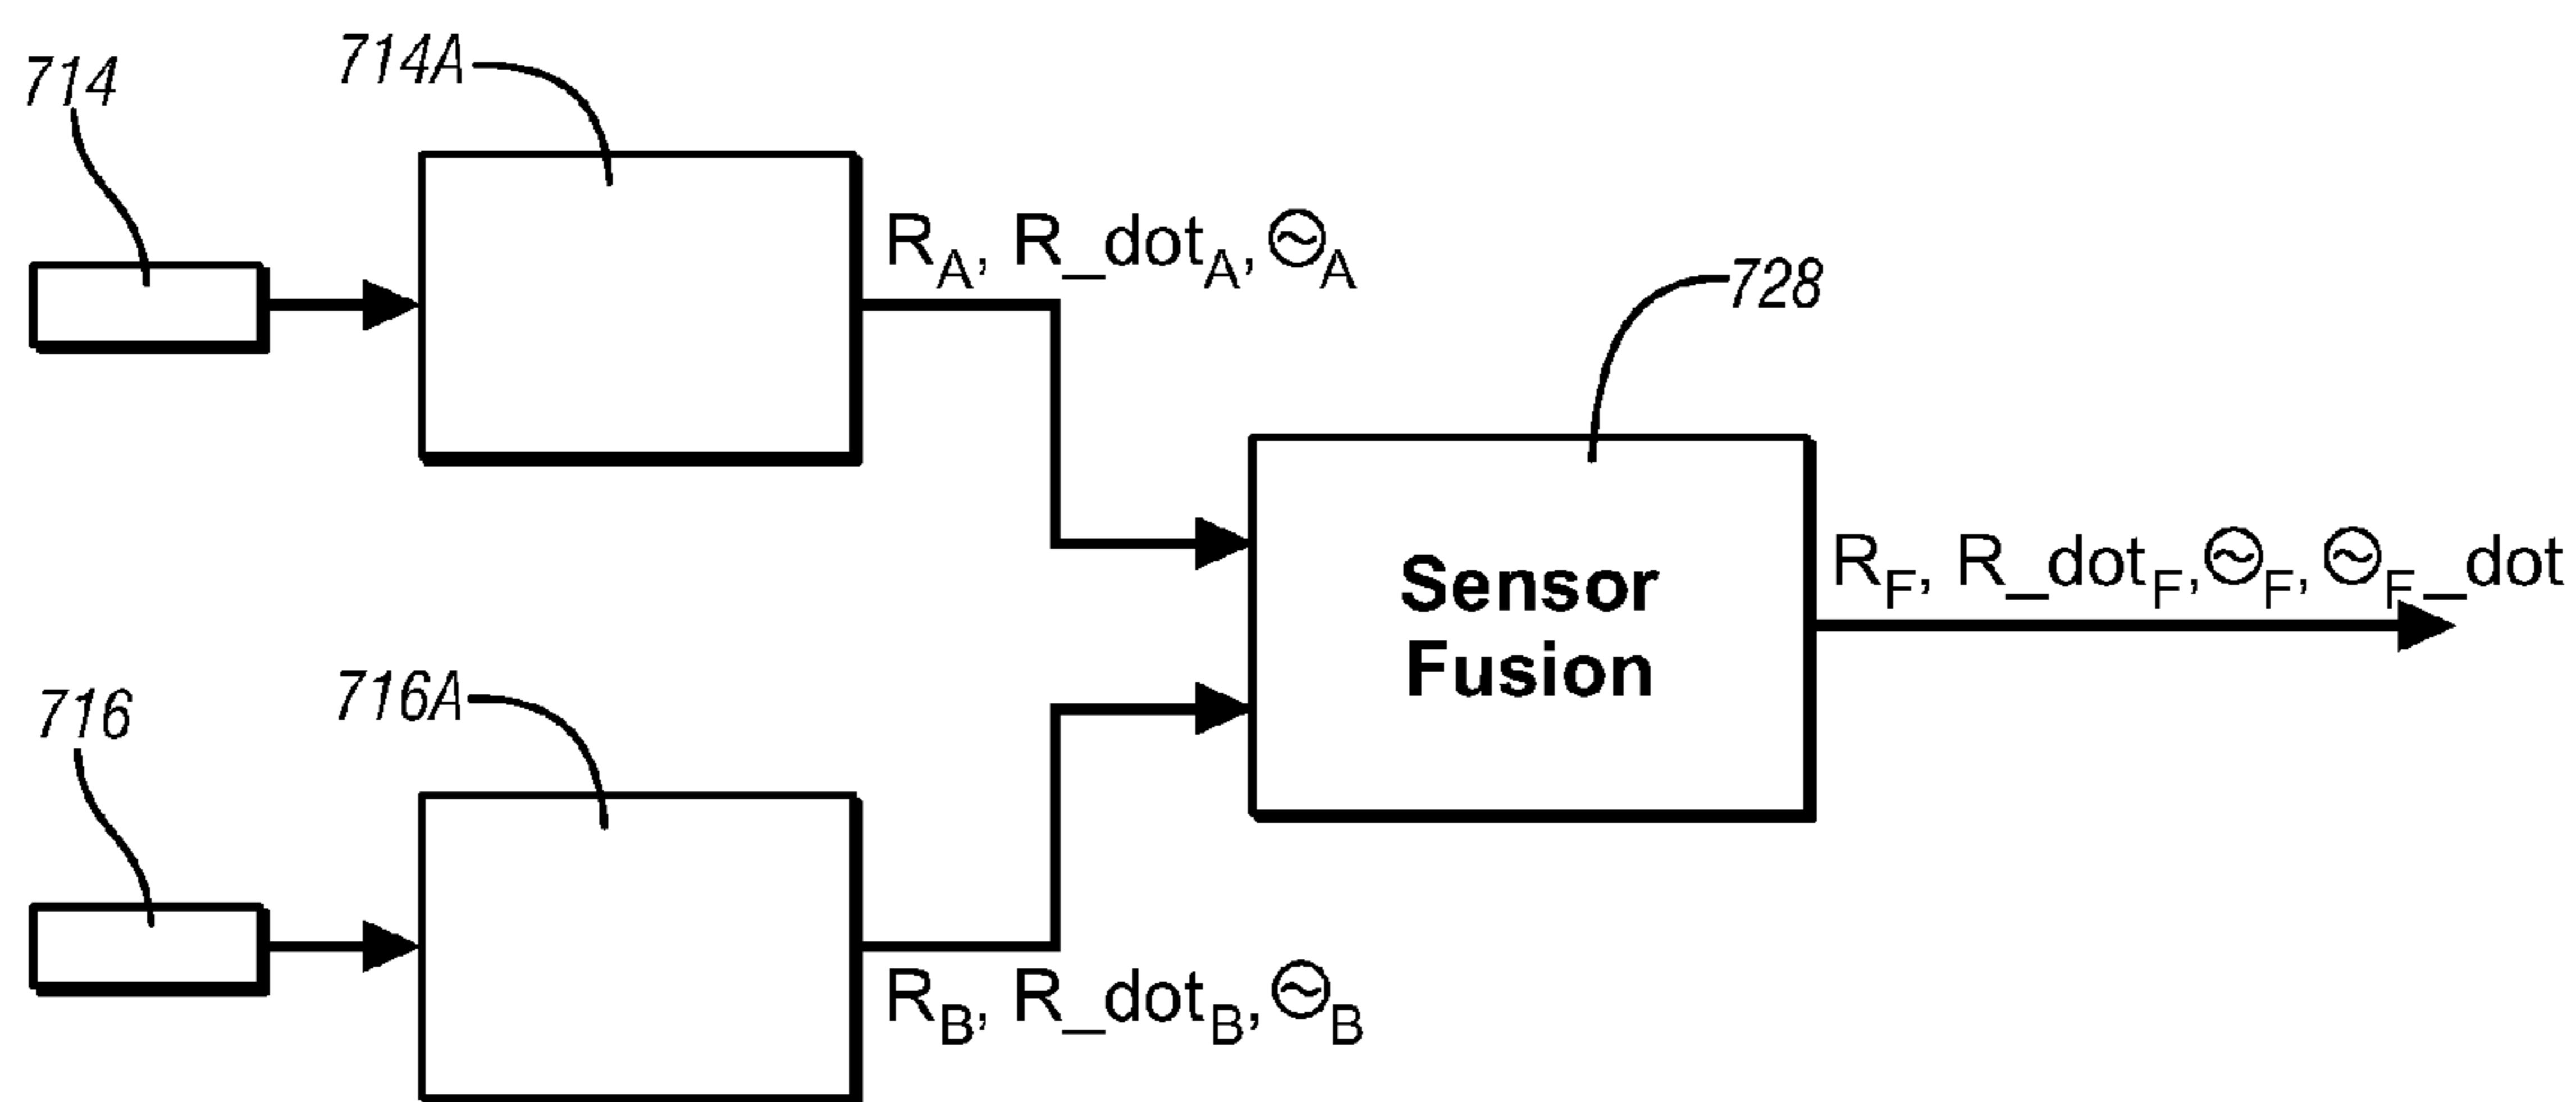 714
714A
R_A, R_dot_A, Θ_A
728
Sensor
Fusion
R_F, R_dot_F, Θ_F, Θ_F_dot
716
716A
R_B, R_dot_B, Θ_B